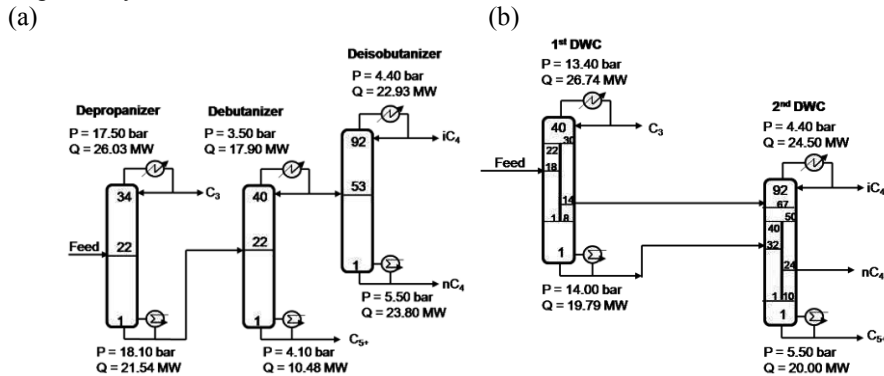 (a)
Deisobutanizer
P = 4.40 bar
Q = 22.93 MW
Depropanizer
P = 17.50 bar
Q = 26.03 MW
Debutanizer
P = 3.50 bar
Q = 17.90 MW
92
iC4
53
34
C3
40
Feed
22
22
1
nC4
P = 5.50 bar
Q = 23.80 MW
1
1
C5+
P = 18.10 bar
Q = 21.54 MW
P = 4.10 bar
Q = 10.48 MW
(b)
1st DWC
P = 13.40 bar
Q = 26.74 MW
2nd DWC
P = 4.40 bar
Q = 24.50 MW
40
30
C3
22
Feed
18
14
1 8
92
iC4
67
50
40
32
24
nC4
1
1 10
P = 14.00 bar
Q = 19.79 MW
1
C5+
P = 5.50 bar
Q = 20.00 MW